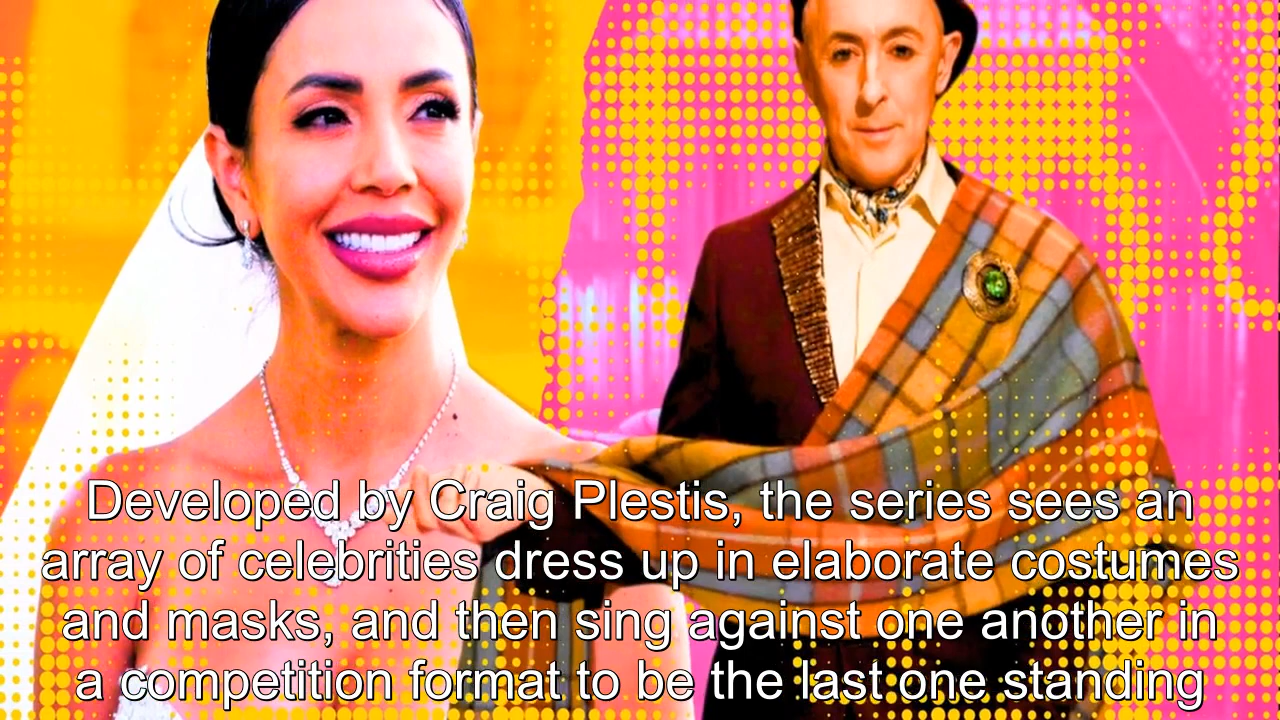 Developed by Craig Plestis, the series sees an
array of celebrities dress up in elaborate costumes
and masks, and then sing against one another in
a competition format to be the last one standing